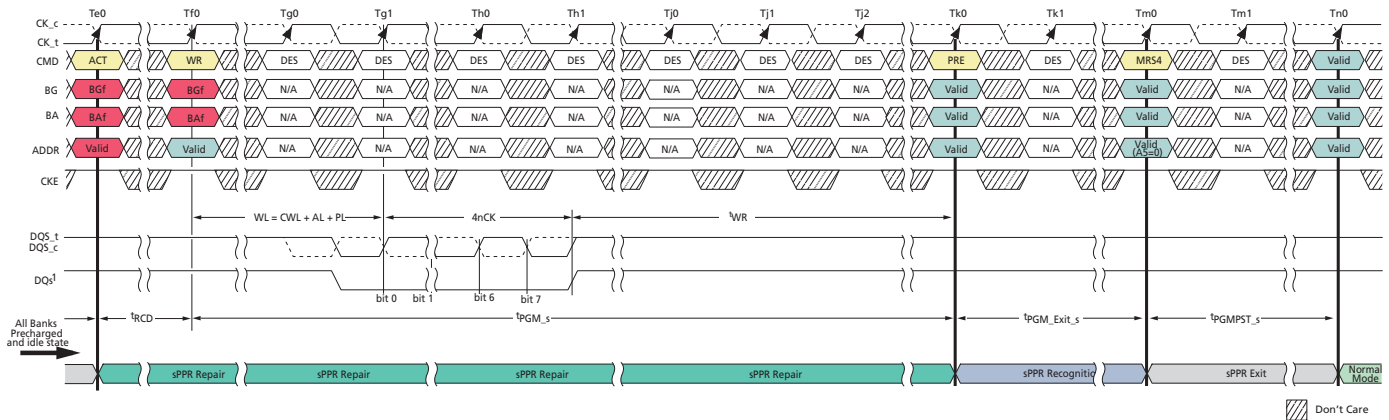 Te0 Tf0 Tg0 Tg1 Th0 Th1 Tj0 Tj1 Tj2 Tk0 Tk1 Tm0 Tm1 Tn0
CK_c
CK_t
CMD ACT WR DES DES DES DES DES DES DES PRE DES MRS4 DES Valid
BG BGf BGf N/A N/A N/A N/A N/A N/A N/A Valid N/A Valid N/A Valid
BA BAf BAf N/A N/A N/A N/A N/A N/A N/A Valid N/A Valid N/A Valid
ADDR Valid Valid N/A N/A N/A N/A N/A N/A N/A Valid N/A Valid (A5=0) N/A Valid
CKE
WL = CWL + AL + PL 4nCK tWR
DQS_t
DQS_c
DQs1
bit 0 bit 1 bit 6 bit 7
All Banks Precharged and idle state
tRCD tPGM_s tPGM_Exit_s tPGMPST_s
sPPR Repair sPPR Repair sPPR Repair sPPR Repair sPPR Recognitic sPPR Exit Normal Mode
Don't Care